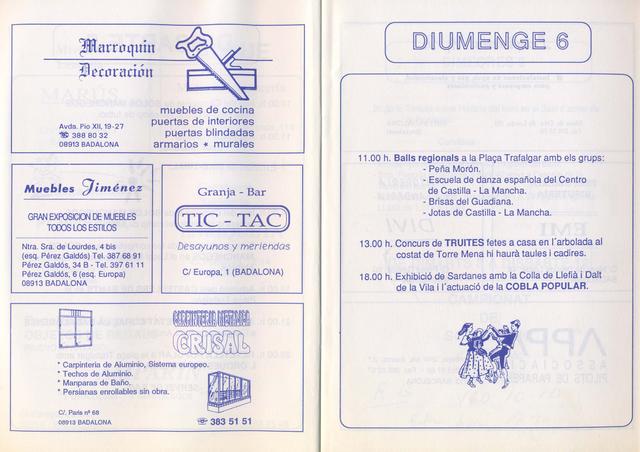 Marroquin
Decoración
muebles de cocina
puertas de interiores
puertas blindadas
armarios * murales
Avda. Pio XII, 19-27
☎ 388 80 32
08913 BADALONA
Muebles Jiménez
GRAN EXPOSICION DE MUEBLES
TODOS LOS ESTILOS
Ntra. Sra. de Lourdes, 4 bis
(esq. Pérez Galdós) Tel. 387 68 91
Pérez Galdós, 34 B - Tel. 397 61 11
Pérez Galdós, 6 (esq. Europa)
08913 BADALONA
Granja - Bar
TIC - TAC
Desayunos y meriendas
C/ Europa, 1 (BADALONA)
CARPINTERIA METALICA
CRISAL
* Carpinteria de Aluminio, Sistema europeo.
* Techos de Aluminio.
* Manparas de Baño.
* Persianas enrollables sin obra.
C/. Paris nº 68
08913 BADALONA
☎ 383 51 51
DIUMENGE 6
11.00 h. Balls regionals a la Plaça Trafalgar amb els grups:
- Peña Morón.
- Escuela de danza española del Centro
de Castilla - La Mancha.
- Brisas del Guadiana.
- Jotas de Castilla - La Mancha.
13.00 h. Concurs de TRUITES fetes a casa en l'arbolada al
costat de Torre Mena hi haurà taules i cadires.
18.00 h. Exhibició de Sardanes amb la Colla de Llefià i Dalt
de la Vila i l'actuació de la COBLA POPULAR.